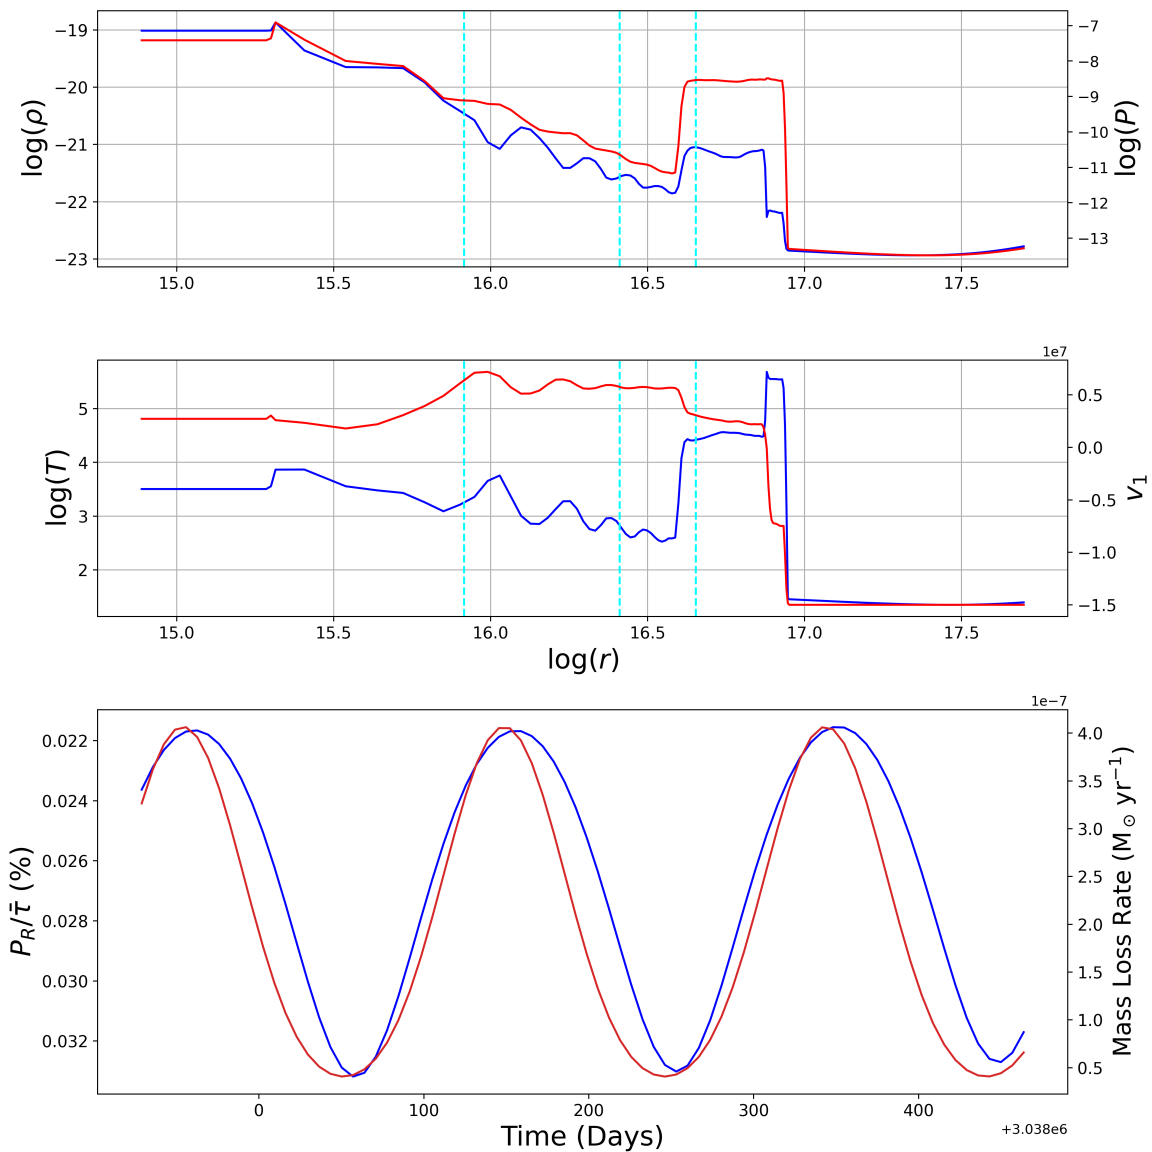 log(ρ)
−19
−20
−21
−22
−23
−7
−8
−9
−10
−11
−12
−13
log(P)
15.0 15.5 16.0 16.5 17.0 17.5
1e7
log(T)
5
4
3
2
0.5
0.0
−0.5
−1.0
−1.5
v₁
15.0 15.5 16.0 16.5 17.0 17.5
log(r)
1e−7
P_R/τ̄ (%)
0.022
0.024
0.026
0.028
0.030
0.032
4.0
3.5
3.0
2.5
2.0
1.5
1.0
0.5
Mass Loss Rate (M⊙ yr⁻¹)
0 100 200 300 400
Time (Days)
+3.038e6